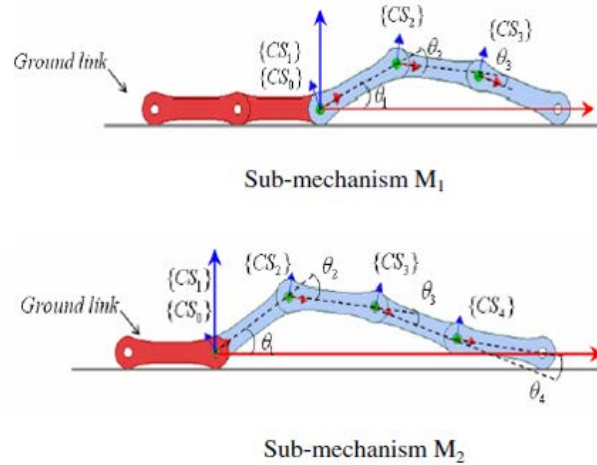 {CS₂}
{CS₃}
θ₂
{CS₁}
θ₃
Ground link
{CS₀}
θ₁
Sub-mechanism M₁
{CS₁}
{CS₂}
θ₂
{CS₃}
Ground link
{CS₀}
θ₃
{CS₄}
θ₁
θ₄
Sub-mechanism M₂